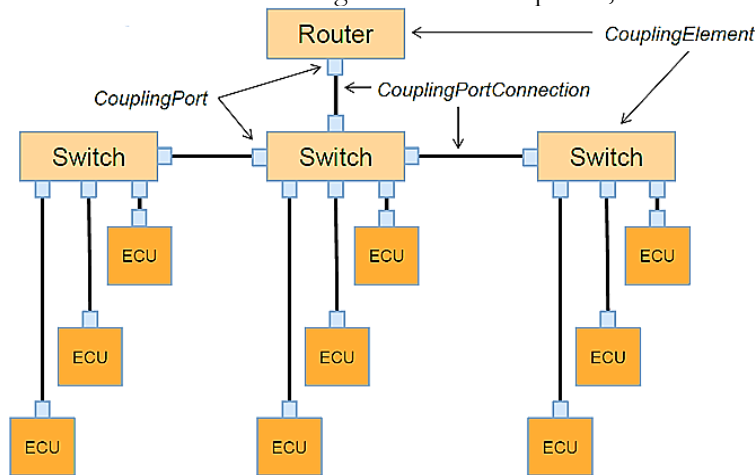 Router
CouplingElement
CouplingPort
CouplingPortConnection
Switch
Switch
Switch
ECU
ECU
ECU
ECU
ECU
ECU
ECU
ECU
ECU